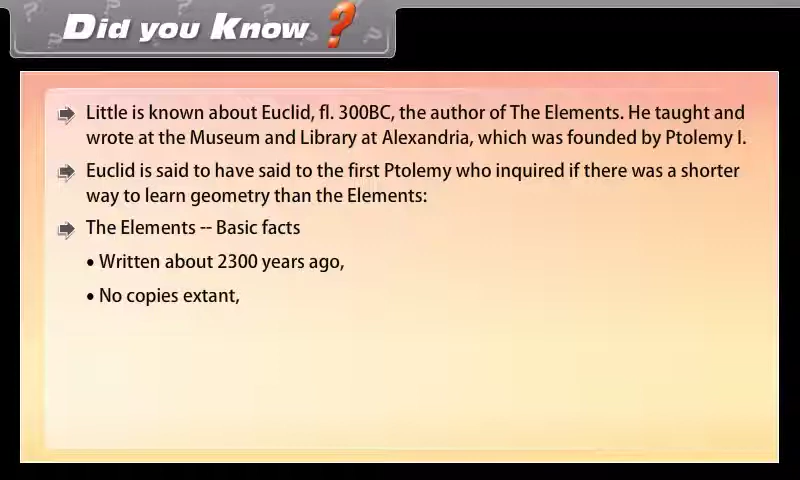 Did you Know ?
Little is known about Euclid, fl. 300BC, the author of The Elements. He taught and
wrote at the Museum and Library at Alexandria, which was founded by Ptolemy I.
Euclid is said to have said to the first Ptolemy who inquired if there was a shorter
way to learn geometry than the Elements:
The Elements -- Basic facts
• Written about 2300 years ago,
• No copies extant,